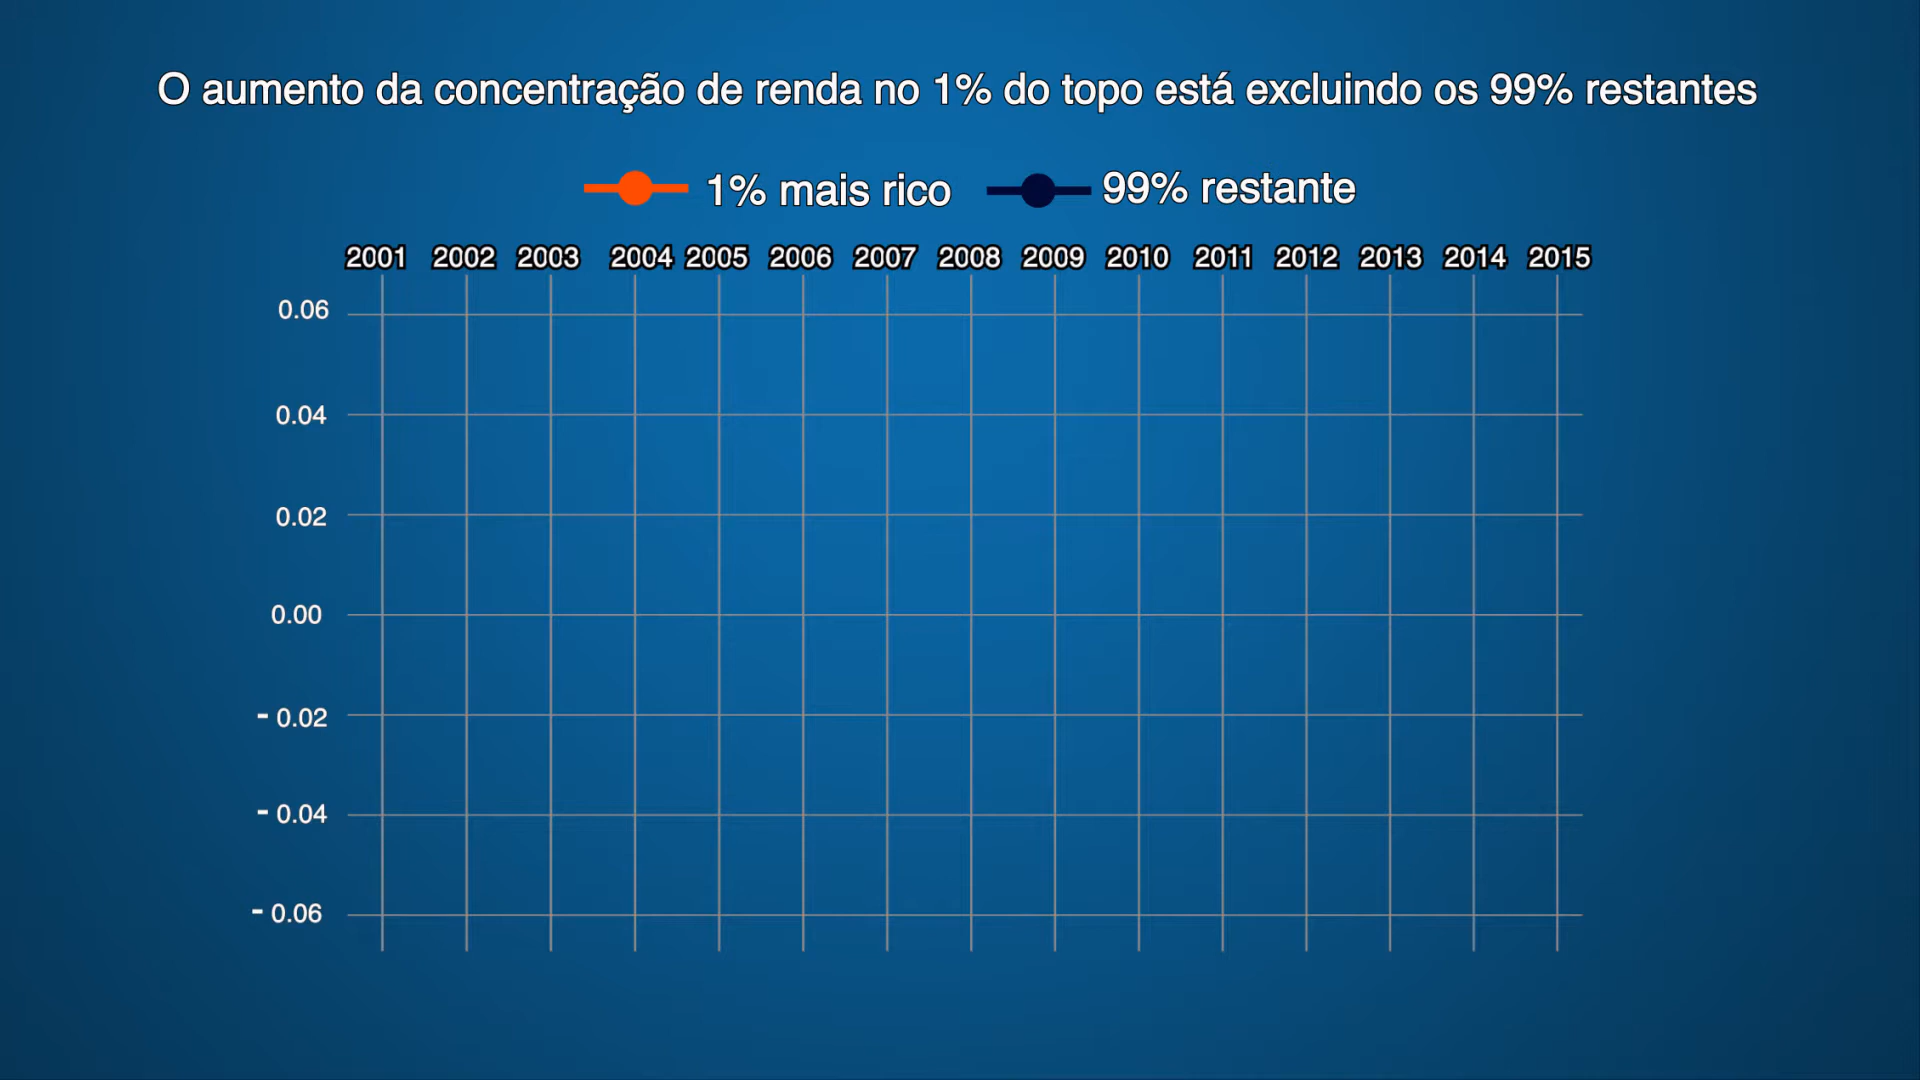 O aumento da concentração de renda no 1% do topo está excluindo os 99% restantes
1% mais rico 99% restante
2001 2002 2003 2004 2005 2006 2007 2008 2009 2010 2011 2012 2013 2014 2015
0.06
0.04
0.02
0.00
- 0.02
- 0.04
- 0.06